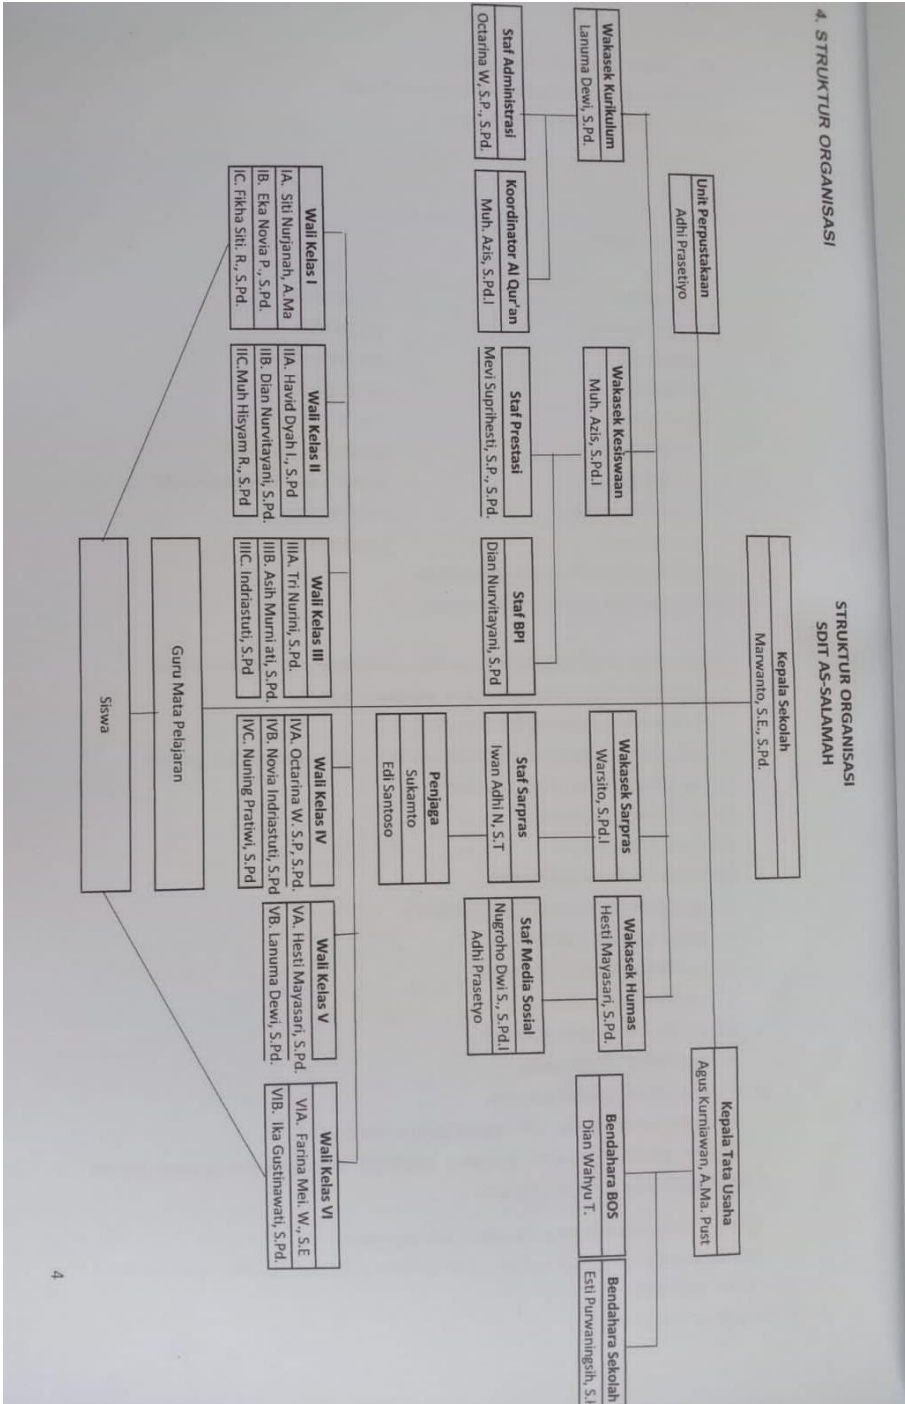 4. STRUKTUR ORGANISASI
STRUKTUR ORGANISASI
SDIT AS-SALAMAH
Kepala Sekolah
Marwanto, S.E., S.Pd.
Unit Perpustakaan
Adhi Prasetiyo
Kepala Tata Usaha
Agus Kurniawan, A.Ma. Pust
Wakasek Kurikulum
Lanuma Dewi, S.Pd.
Wakasek Kesiswaan
Muh. Azis, S.Pd.I
Wakasek Sarpras
Warsito, S.Pd.I
Wakasek Humas
Hesti Mayasari, S.Pd.
Bendahara BOS
Dian Wahyu T.
Bendahara Sekolah
Esti Purwaningsih,
Staf Administrasi
Octarina W, S.P., S.Pd.
Koordinator Al Qur'an
Muh. Azis, S.Pd.I
Staf Prestasi
Mevi Suprihesti, S.P., S.Pd.
Staf BPI
Dian Nurvitayani, S.Pd
Staf Sarpras
Iwan Adhi N, S.T
Staf Media Sosial
Nugroho Dwi S., S.Pd.I
Adhi Prasetyo
Penjaga
Sukamto
Edi Santoso
Wali Kelas I
IA. Siti Nurjanah, A.Ma
IB. Eka Novia P., S.Pd.
IC. Fikha Siti. R., S.Pd.
Wali Kelas II
IIA. Havid Dyah I., S.Pd
IIB. Dian Nurvitayani, S.Pd.
IIC.Muh Hisyam R., S.Pd
Wali Kelas III
IIIA. Tri Nurini, S.Pd.
IIIB. Asih Murni ati, S.Pd.
IIIC. Indriastuti, S.Pd
Wali Kelas IV
IVA. Octarina W. S.P, S.Pd.
IVB. Novia Indriastuti, S.Pd
IVC. Nuning Pratiwi, S.Pd
Wali Kelas V
VA. Hesti Mayasari, S.Pd.
VB. Lanuma Dewi, S.Pd.
Wali Kelas VI
VIA. Farina Mei. W., S.E
VIB. Ika Gustinawati, S.Pd.
Guru Mata Pelajaran
Siswa
4